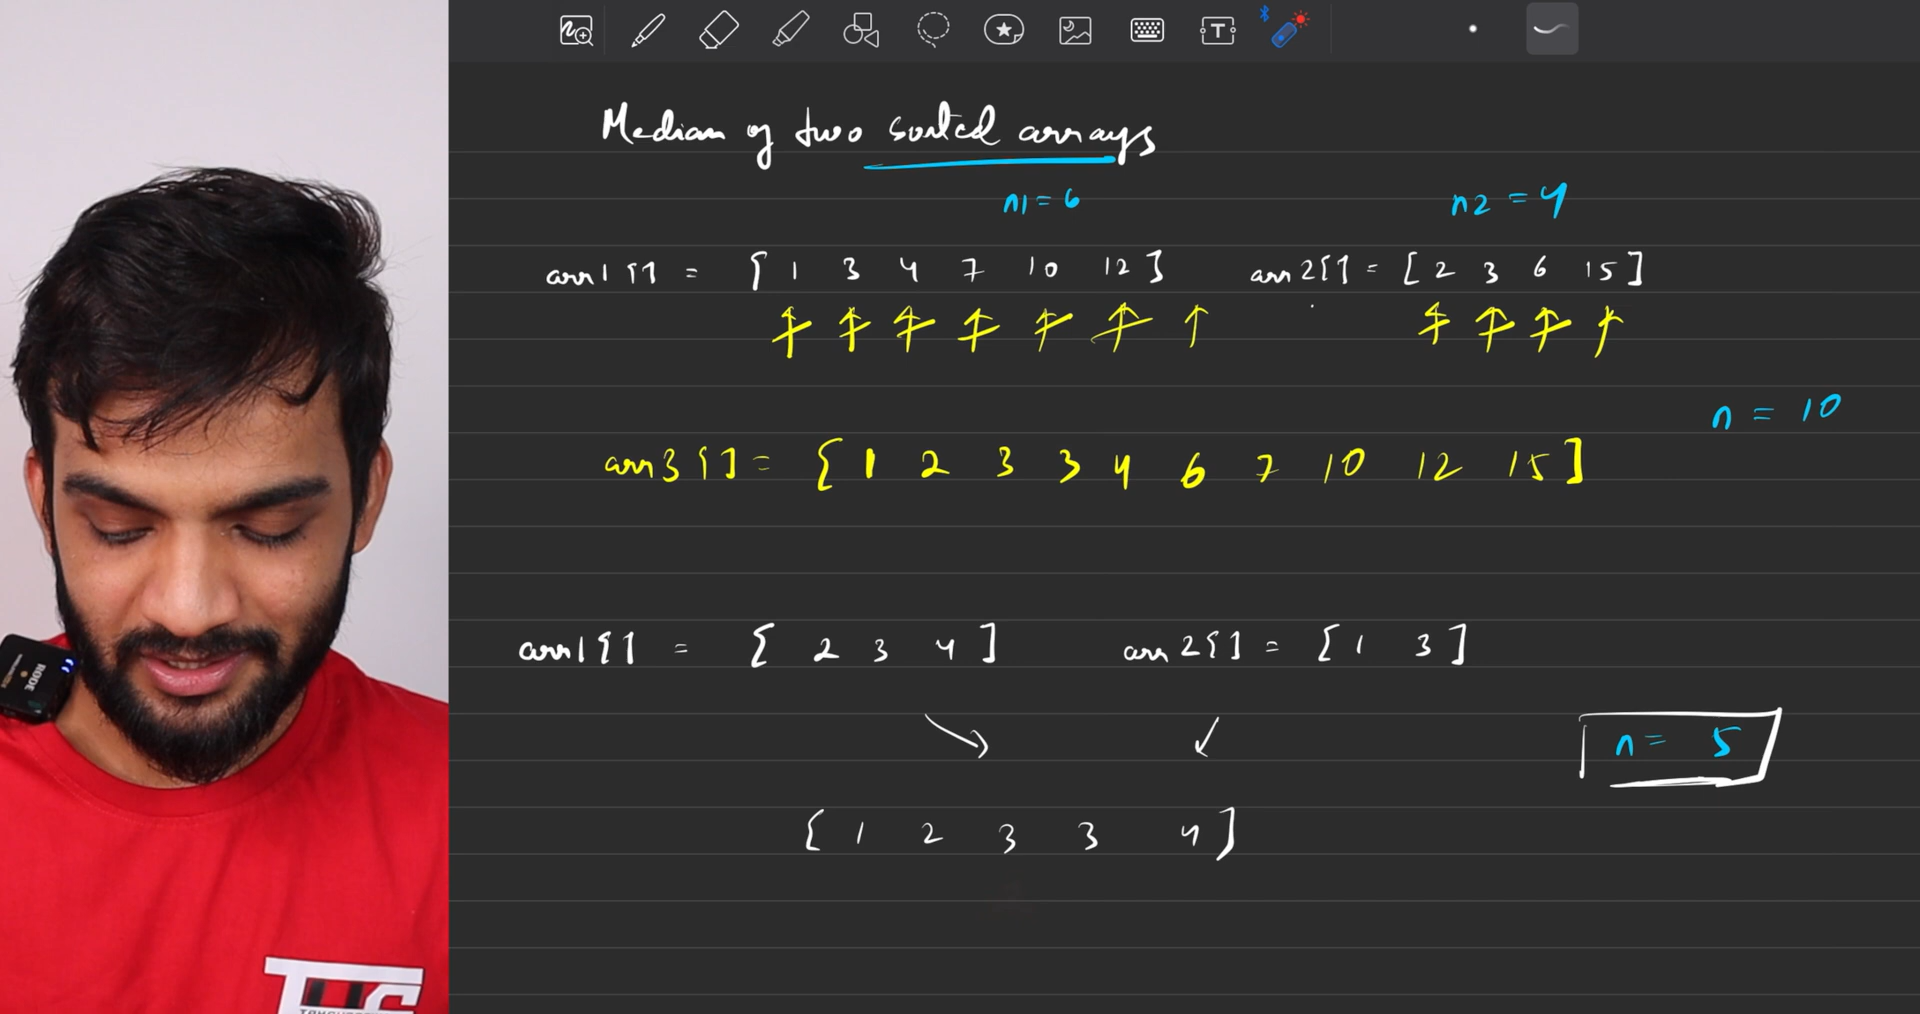 Median of two sorted arrays
n1 = 6
n2 = 4
arr1[] = [ 1 3 4 7 10 12 ]
arr2[] = [ 2 3 6 15 ]
n = 10
arr3[] = [ 1 2 3 3 4 6 7 10 12 15 ]
arr1[] = [ 2 3 4 ]
arr2[] = [ 1 3 ]
n = 5
[ 1 2 3 3 4 ]
RODE